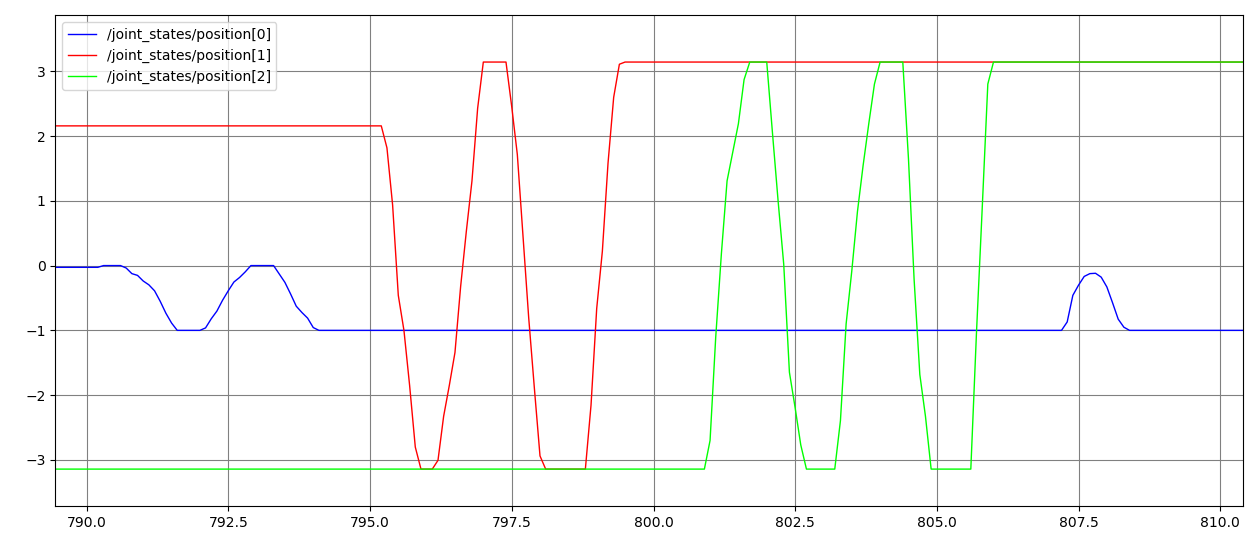 /joint_states/position[0]
/joint_states/position[1]
/joint_states/position[2]
3
2
1
0
−1
−2
−3
790.0 792.5 795.0 797.5 800.0 802.5 805.0 807.5 810.0